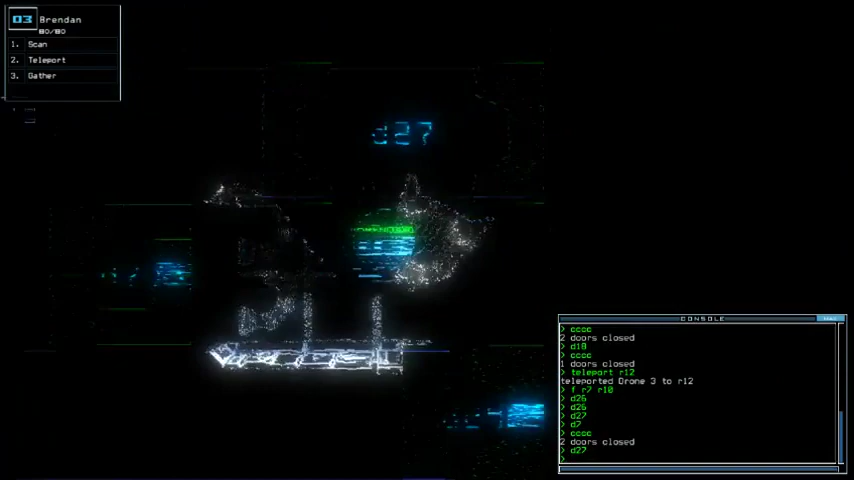 03 Brendan
80/80
1. Scan
2. Teleport
3. Gather
d27
CONSOLE
> cccc
2 doors closed
> d18
> cccc
1 doors closed
> teleport r12
teleported Drone 3 to r12
> f r7 r10
> d26
> d26
> d27
> d7
> cccc
2 doors closed
> d27
>